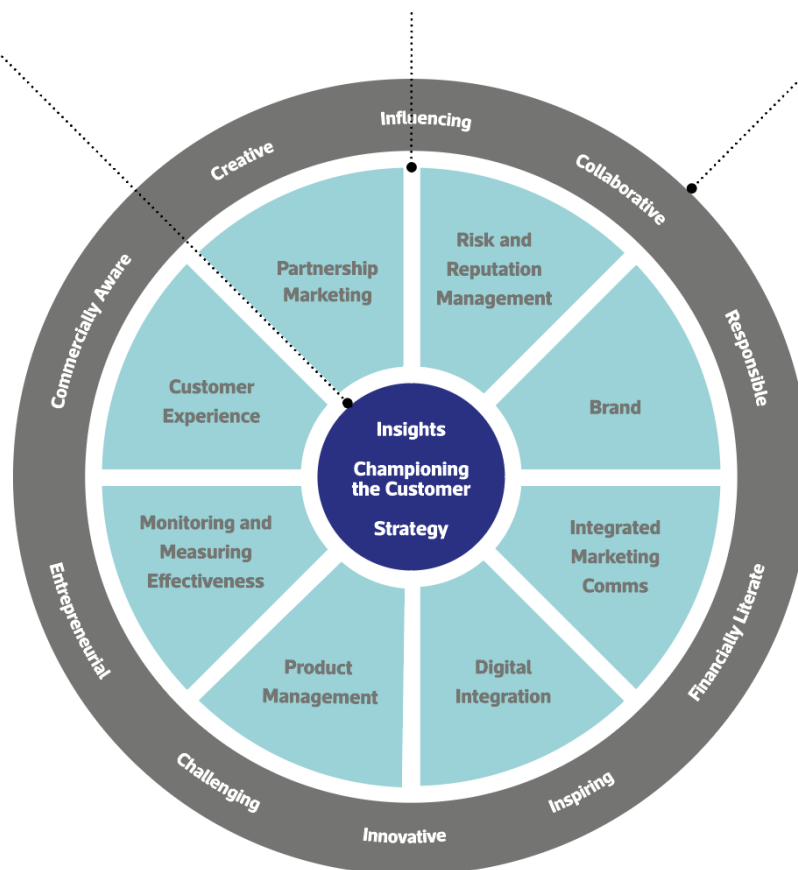 Influencing
Creative
Collaborative
Commercially Aware
Responsible
Entrepreneurial
Financially Literate
Challenging
Inspiring
Innovative
Partnership
Marketing
Risk and
Reputation
Management
Customer
Experience
Brand
Insights
Championing
the Customer
Strategy
Monitoring and
Measuring
Effectiveness
Integrated
Marketing
Comms
Product
Management
Digital
Integration